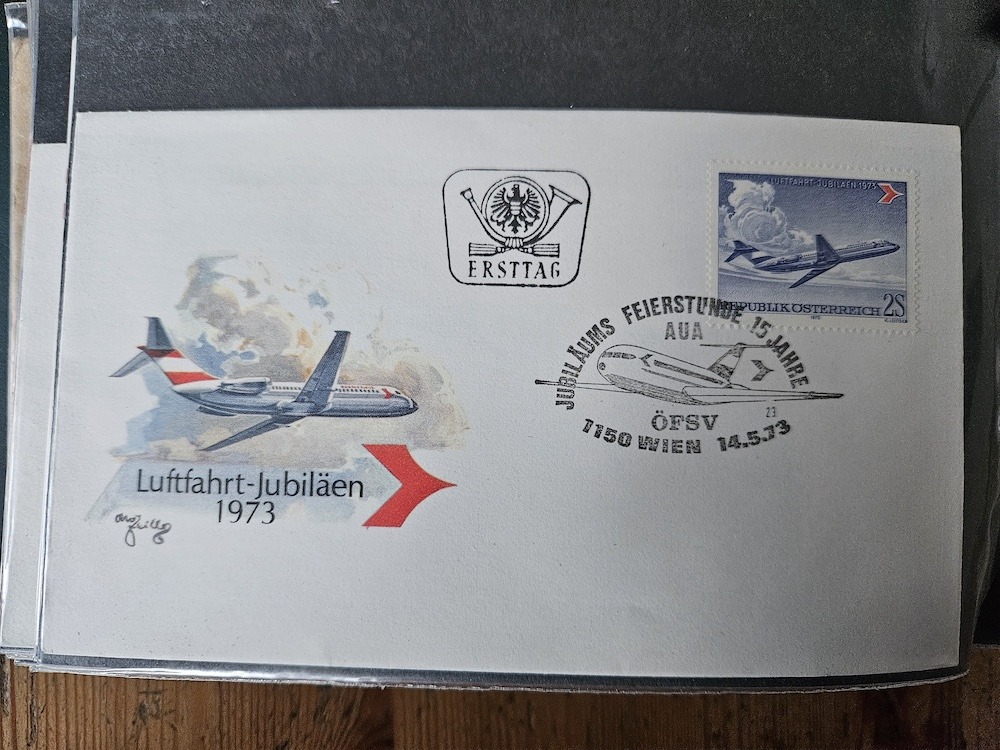 ERSTTAG
LUFTFAHRT-JUBILÄEN 1973
REPUBLIK ÖSTERREICH 2S
1973
JUBILÄUMS FEIERSTUNDE 15 JAHRE
AUA
23
ÖFSV
1150 WIEN 14.5.73
Luftfahrt-Jubiläen
1973